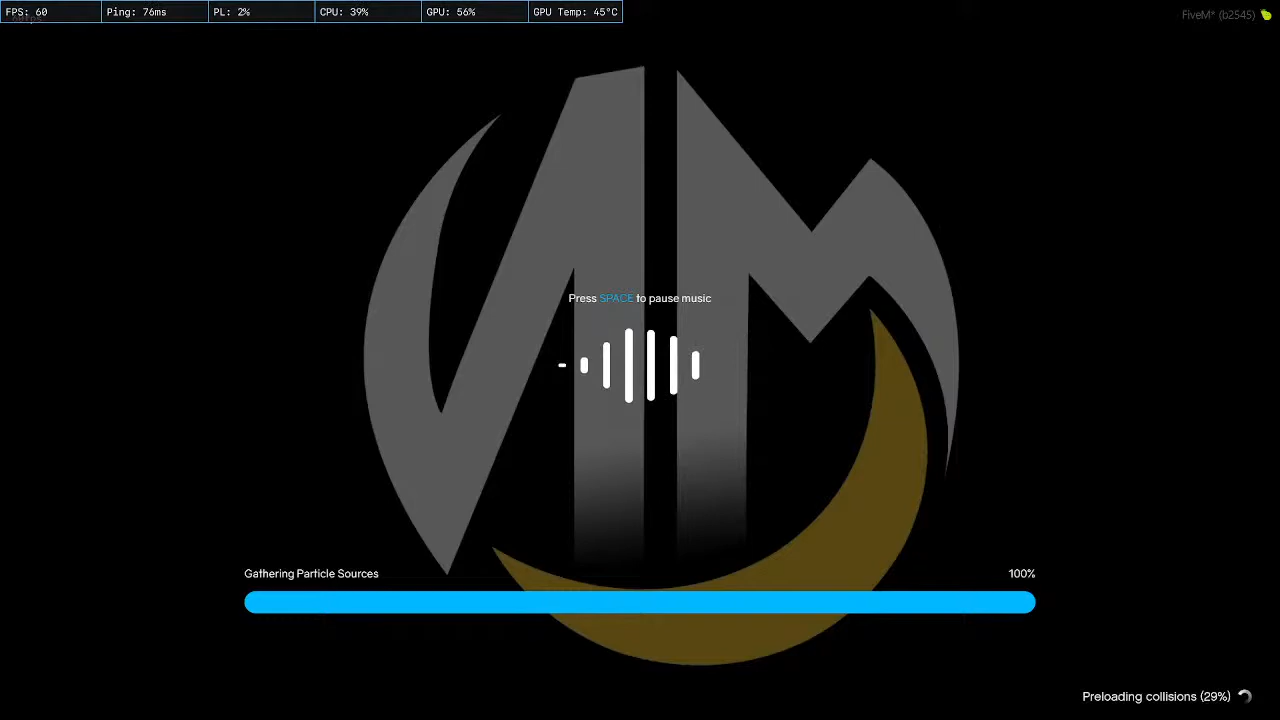 FPS: 60 Ping: 76ms PL: 2% CPU: 39% GPU: 56% GPU Temp: 45°C
FiveM* (b2545)
Press SPACE to pause music
Gathering Particle Sources 100%
Preloading collisions (29%)